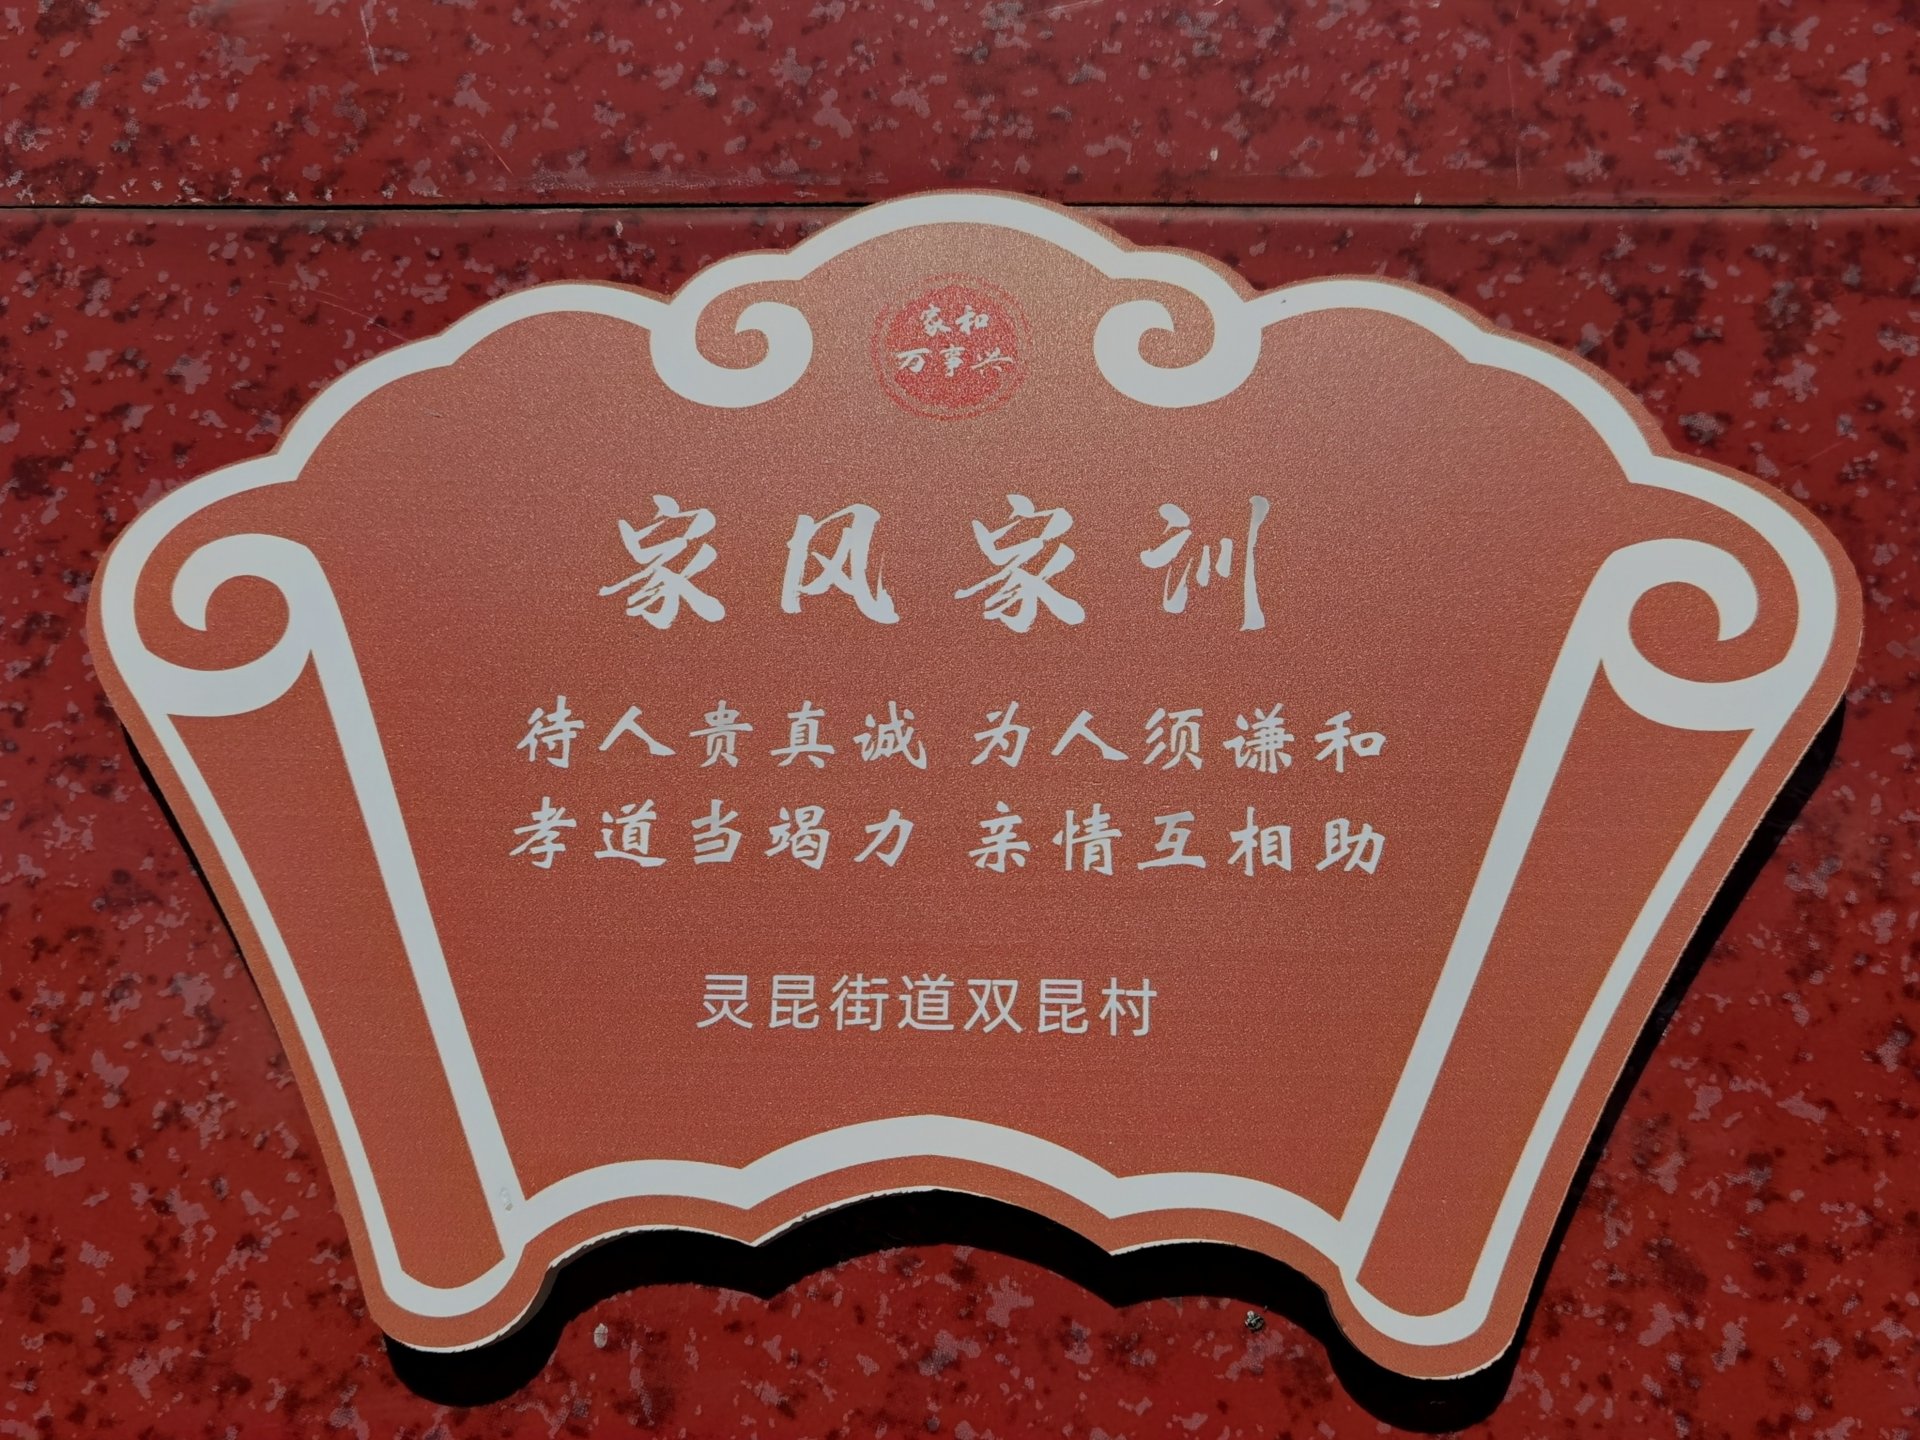 家和
万事兴
家风家训
待人贵真诚 为人须谦和
孝道当竭力 亲情互相助
灵昆街道双昆村